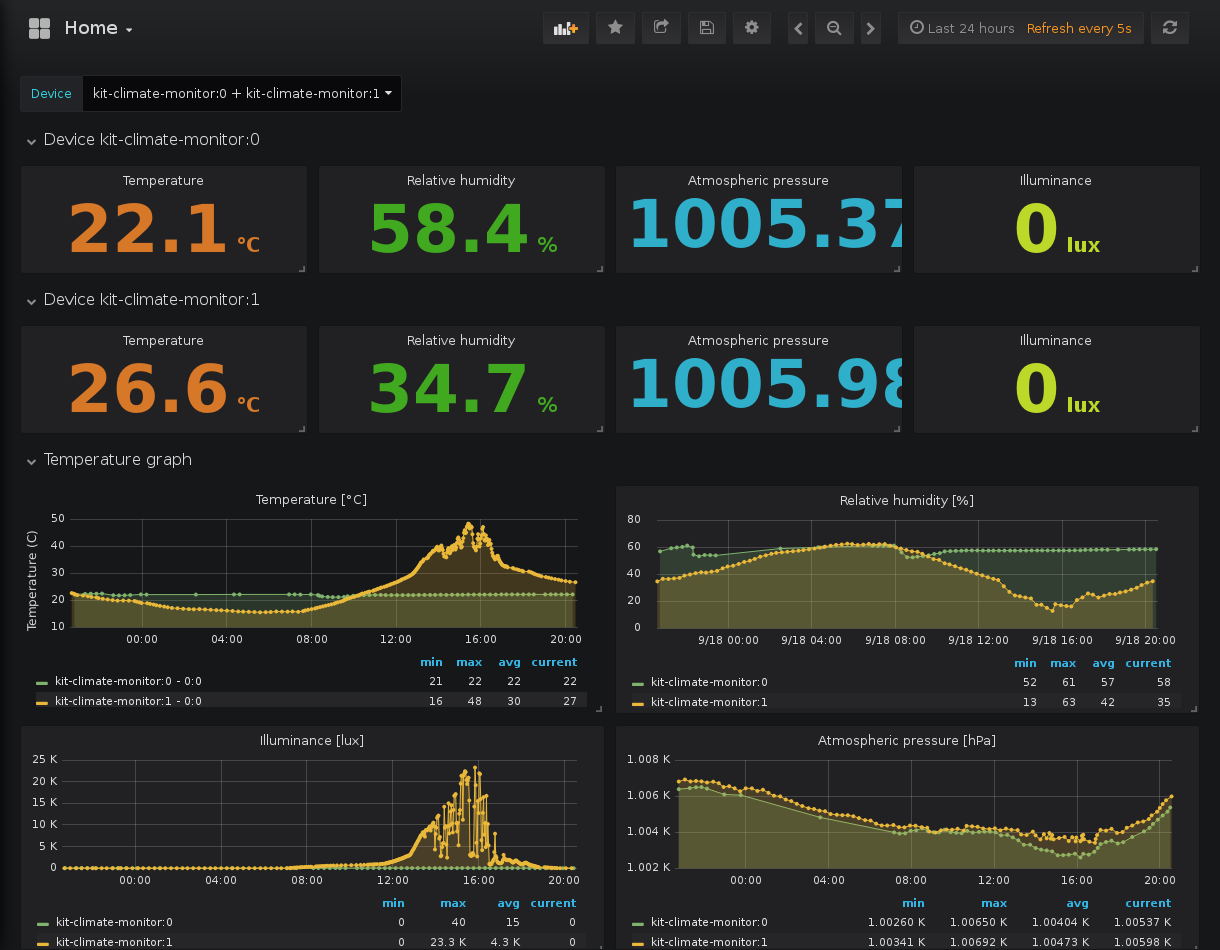 Home
Last 24 hours Refresh every 5s
Device kit-climate-monitor:0 + kit-climate-monitor:1
Device kit-climate-monitor:0
Temperature Relative humidity Atmospheric pressure Illuminance
22.1 °C 58.4 % 1005.37 0 lux
Device kit-climate-monitor:1
Temperature Relative humidity Atmospheric pressure Illuminance
26.6 °C 34.7 % 1005.98 0 lux
Temperature graph
Temperature [°C]
Temperature (C)
50
40
30
20
10
00:00 04:00 08:00 12:00 16:00 20:00
min max avg current
kit-climate-monitor:0 - 0:0 21 22 22 22
kit-climate-monitor:1 - 0:0 16 48 30 27
Relative humidity [%]
80
60
40
20
0
9/18 00:00 9/18 04:00 9/18 08:00 9/18 12:00 9/18 16:00 9/18 20:00
min max avg current
kit-climate-monitor:0 52 61 57 58
kit-climate-monitor:1 13 63 42 35
Illuminance [lux]
25 K
20 K
15 K
10 K
5 K
0
00:00 04:00 08:00 12:00 16:00 20:00
min max avg current
kit-climate-monitor:0 0 40 15 0
kit-climate-monitor:1 0 23.3 K 4.3 K 0
Atmospheric pressure [hPa]
1.008 K
1.006 K
1.004 K
1.002 K
00:00 04:00 08:00 12:00 16:00 20:00
min max avg current
kit-climate-monitor:0 1.00260 K 1.00650 K 1.00404 K 1.00537 K
kit-climate-monitor:1 1.00341 K 1.00692 K 1.00473 K 1.00598 K